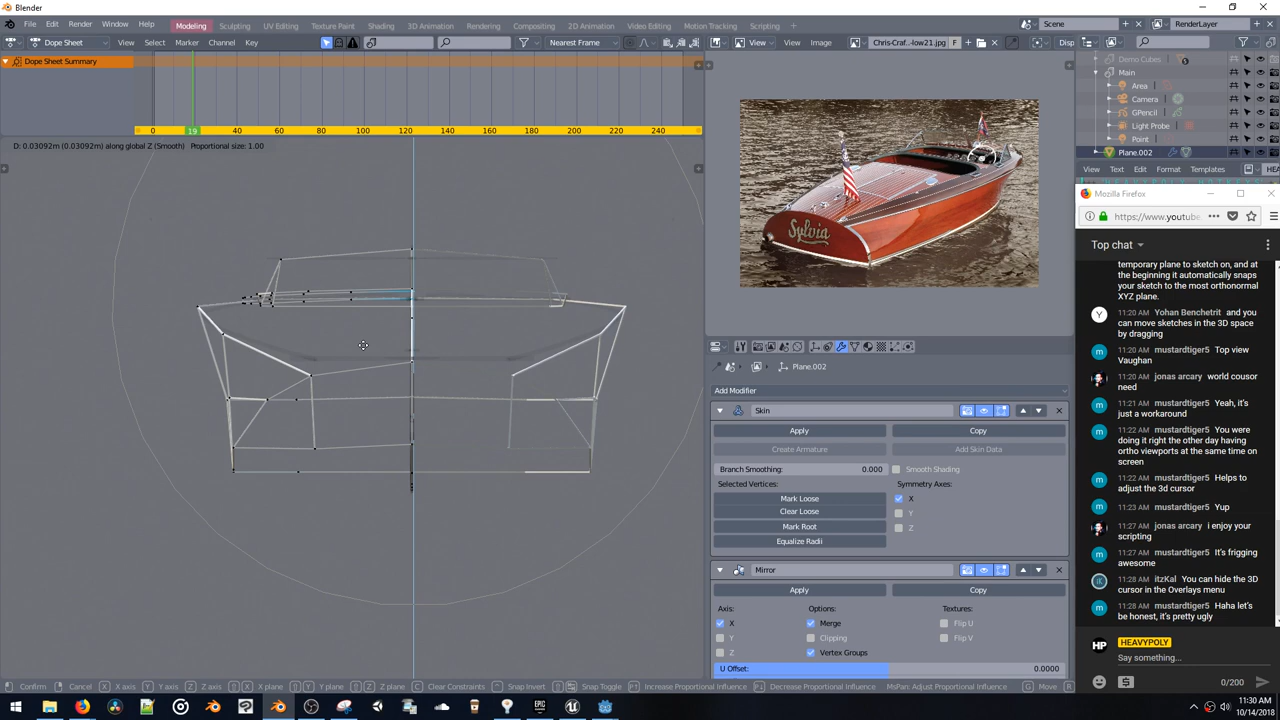 Blender
File Edit Render Window Help Modeling Sculpting UV Editing Texture Paint Shading 3D Animation Rendering Compositing 2D Animation Video Editing Motion Tracking Scripting + Scene RenderLayer
Dope Sheet View Select Marker Channel Key Nearest Frame View View Image Chris-Craf...-low21.jpg F Disp
Dope Sheet Summary
Demo Cubes
Main
Area
Camera
GPencil
Light Probe
Point
Plane.002
0 19 40 60 80 100 120 140 160 180 200 220 240
D: 0.03092m (0.03092m) along global Z (Smooth) Proportional size: 1.00
Sylvia
View Text Edit Format Templates
Mozilla Firefox
https://www.youtube
Top chat
temporary plane to sketch on, and at
the beginning it automatically snaps
your sketch to the most orthonormal
XYZ plane.
11:20 AM Yohan Benchetrit and you
can move sketches in the 3D space
by dragging
11:20 AM mustardtiger5 Top view
Vaughan
11:20 AM jonas arcary world cousor
need
11:21 AM mustardtiger5 Yeah, it's
just a workaround
11:22 AM mustardtiger5 You were
doing it right the other day having
ortho viewports at the same time on
screen
11:22 AM mustardtiger5 Helps to
adjust the 3d cursor
11:23 AM mustardtiger5 Yup
11:27 AM jonas arcary i enjoy your
scripting
11:27 AM mustardtiger5 It's frigging
awesome
11:28 AM itzKal You can hide the 3D
cursor in the Overlays menu
11:28 AM mustardtiger5 Haha let's
be honest, it's pretty ugly
HP HEAVYPOLY
Say something...
0/200
Plane.002
Add Modifier
Skin
Apply Copy
Create Armature Add Skin Data
Branch Smoothing: 0.000 Smooth Shading
Selected Vertices: Symmetry Axes:
Mark Loose X
Clear Loose Y
Mark Root Z
Equalize Radii
Mirror
Apply Copy
Axis: Options: Textures:
X Merge Flip U
Y Clipping Flip V
Z Vertex Groups
U Offset: 0.0000
Confirm Cancel X X axis Y Y axis Z Z axis X X plane Y Y plane Z Z plane C Clear Constraints Snap Invert Snap Toggle Increase Proportional Influence Decrease Proportional Influence MsPan: Adjust Proportional Influence G Move R
11:30 AM
10/14/2018